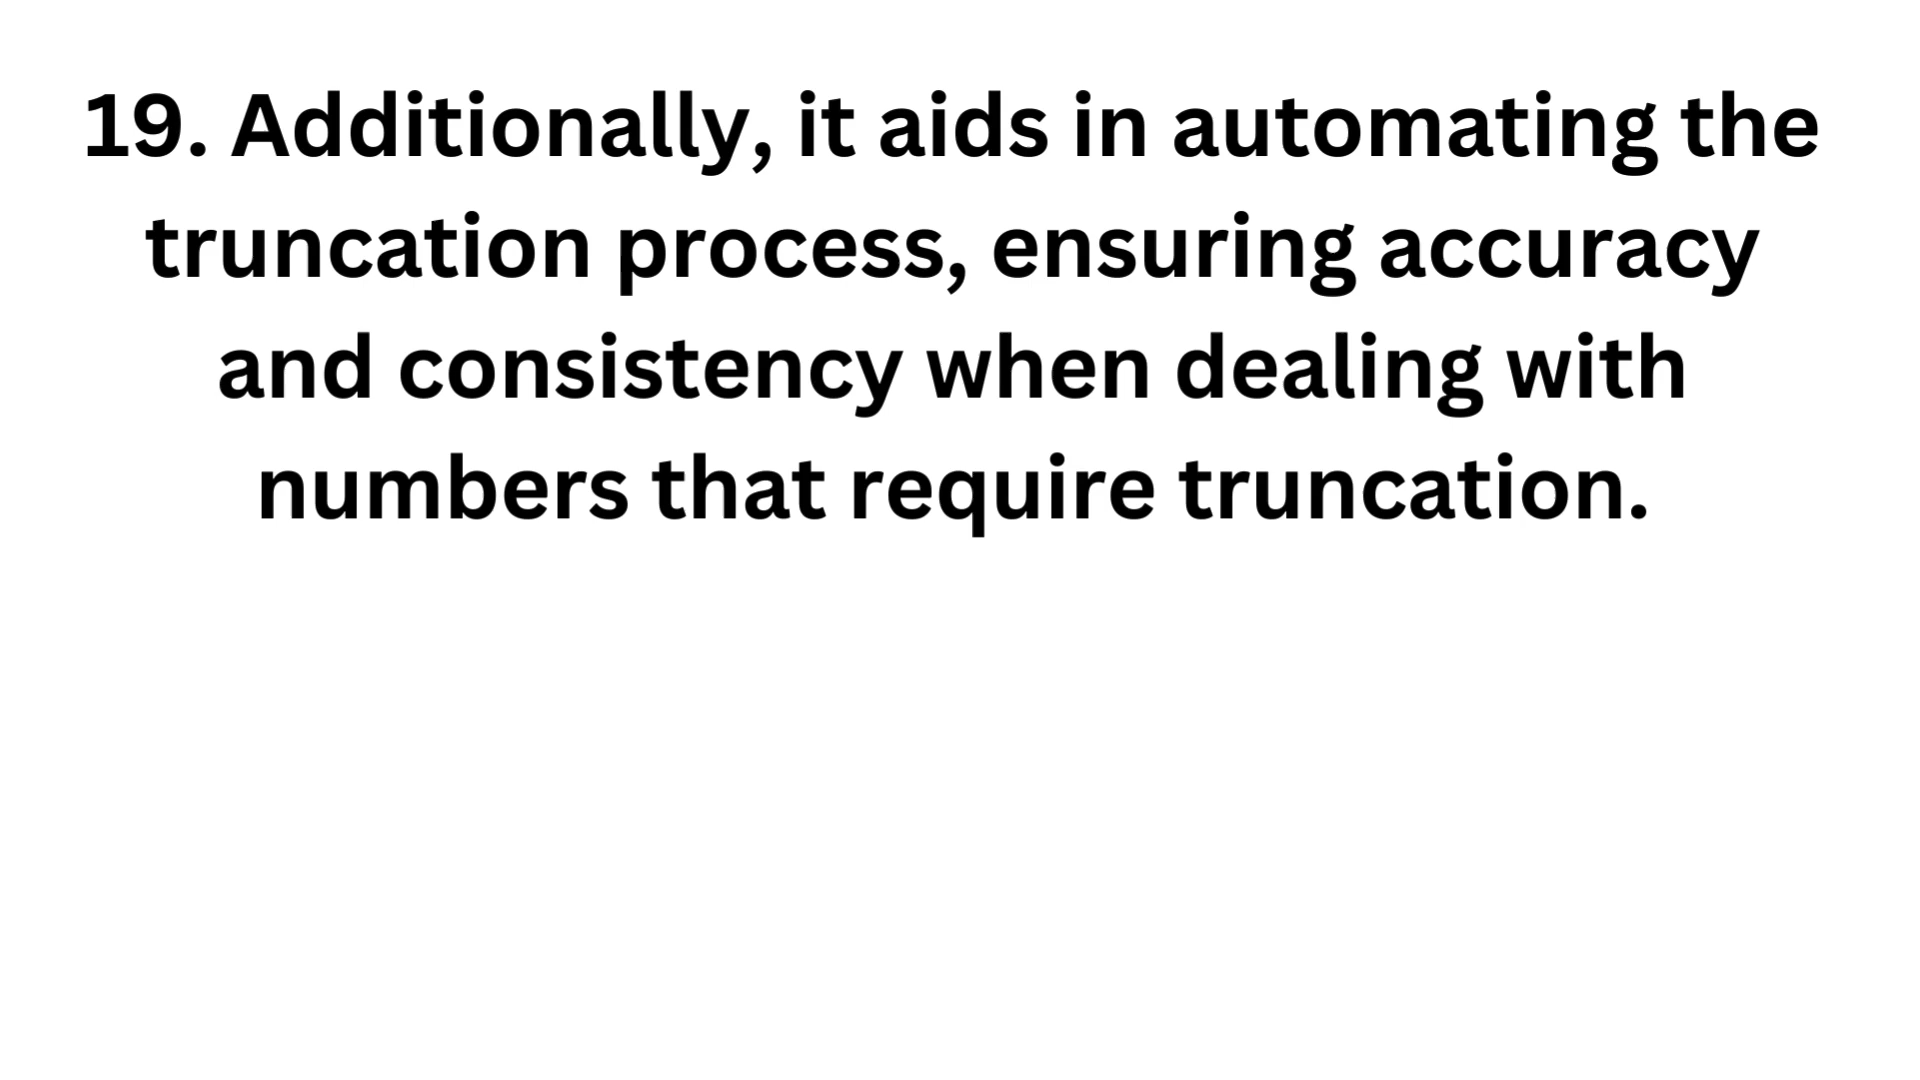 19. Additionally, it aids in automating the
truncation process, ensuring accuracy
and consistency when dealing with
numbers that require truncation.